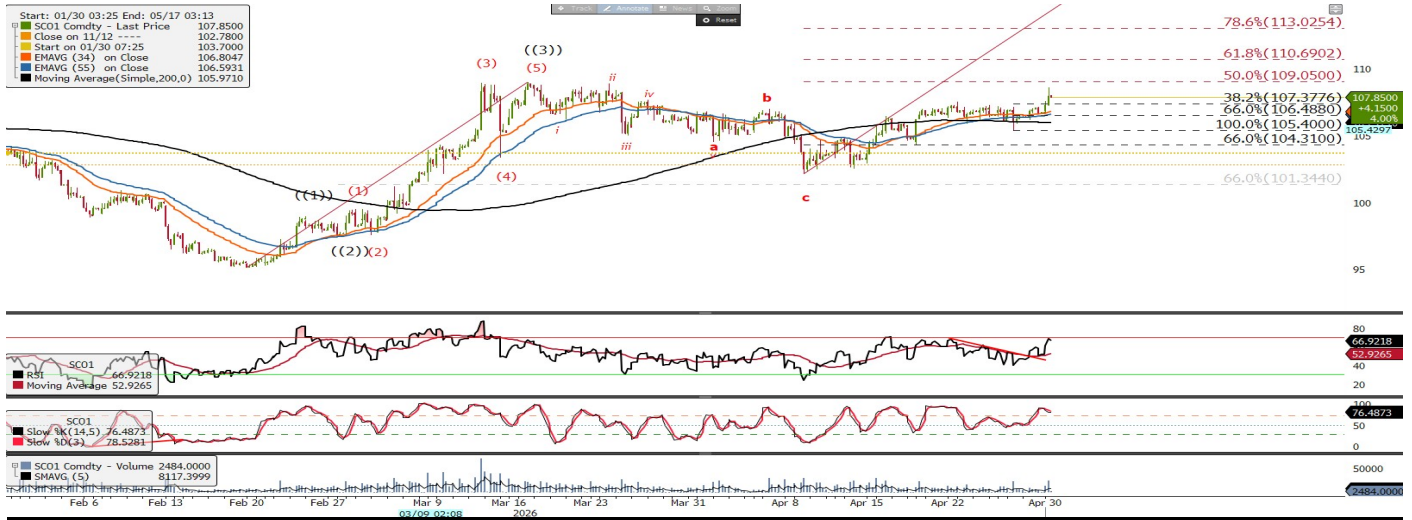 Track Annotate News Zoom
Reset
Start: 01/30 03:25 End: 05/17 03:13
SCO1 Comdty - Last Price 107.8500
Close on 11/12 ---- 102.7800
Start on 01/30 07:25 103.7000
EMAVG (34) on Close 106.8047
EMAVG (55) on Close 106.5931
Moving Average(Simple,200,0) 105.9710
((3))
(3)
(5)
ii
iv
i
iii
b
a
(4)
((1))
(1)
((2))
(2)
c
78.6%(113.0254)
61.8%(110.6902)
50.0%(109.0500)
38.2%(107.3776)
66.0%(106.4880)
100.0%(105.4000)
66.0%(104.3100)
66.0%(101.3440)
110
107.8500
+4.1500
4.00%
105.4297
100
95
SCO1
RSI 66.9218
Moving Average 52.9265
80
66.9218
52.9265
40
20
SCO1
Slow %K(14,5) 76.4873
Slow %D(3) 78.5281
100
76.4873
50
0
SCO1 Comdty - Volume 2484.0000
SMAVG (5) 8117.3999
50000
2484.0000
Feb 6 Feb 13 Feb 20 Feb 27 Mar 9 Mar 16 Mar 23 Mar 30 Apr 8 Apr 15 Apr 22 Apr 30
03/09 02:08 2026